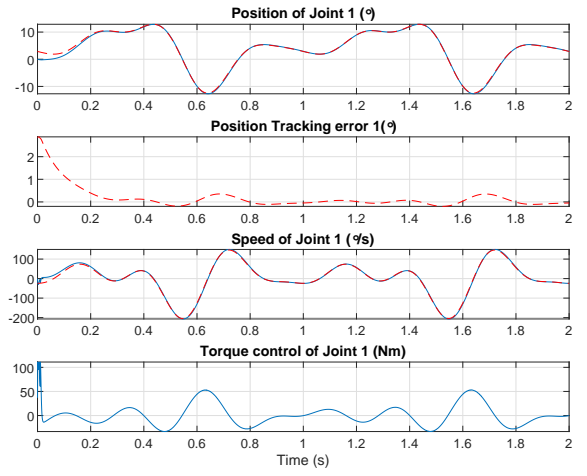 Position of Joint 1 (°)
10
0
-10
0 0.2 0.4 0.6 0.8 1 1.2 1.4 1.6 1.8 2
Position Tracking error 1(°)
2
1
0
0 0.2 0.4 0.6 0.8 1 1.2 1.4 1.6 1.8 2
Speed of Joint 1 (°/s)
100
0
-100
-200
0 0.2 0.4 0.6 0.8 1 1.2 1.4 1.6 1.8 2
Torque control of Joint 1 (Nm)
100
50
0
0 0.2 0.4 0.6 0.8 1 1.2 1.4 1.6 1.8 2
Time (s)